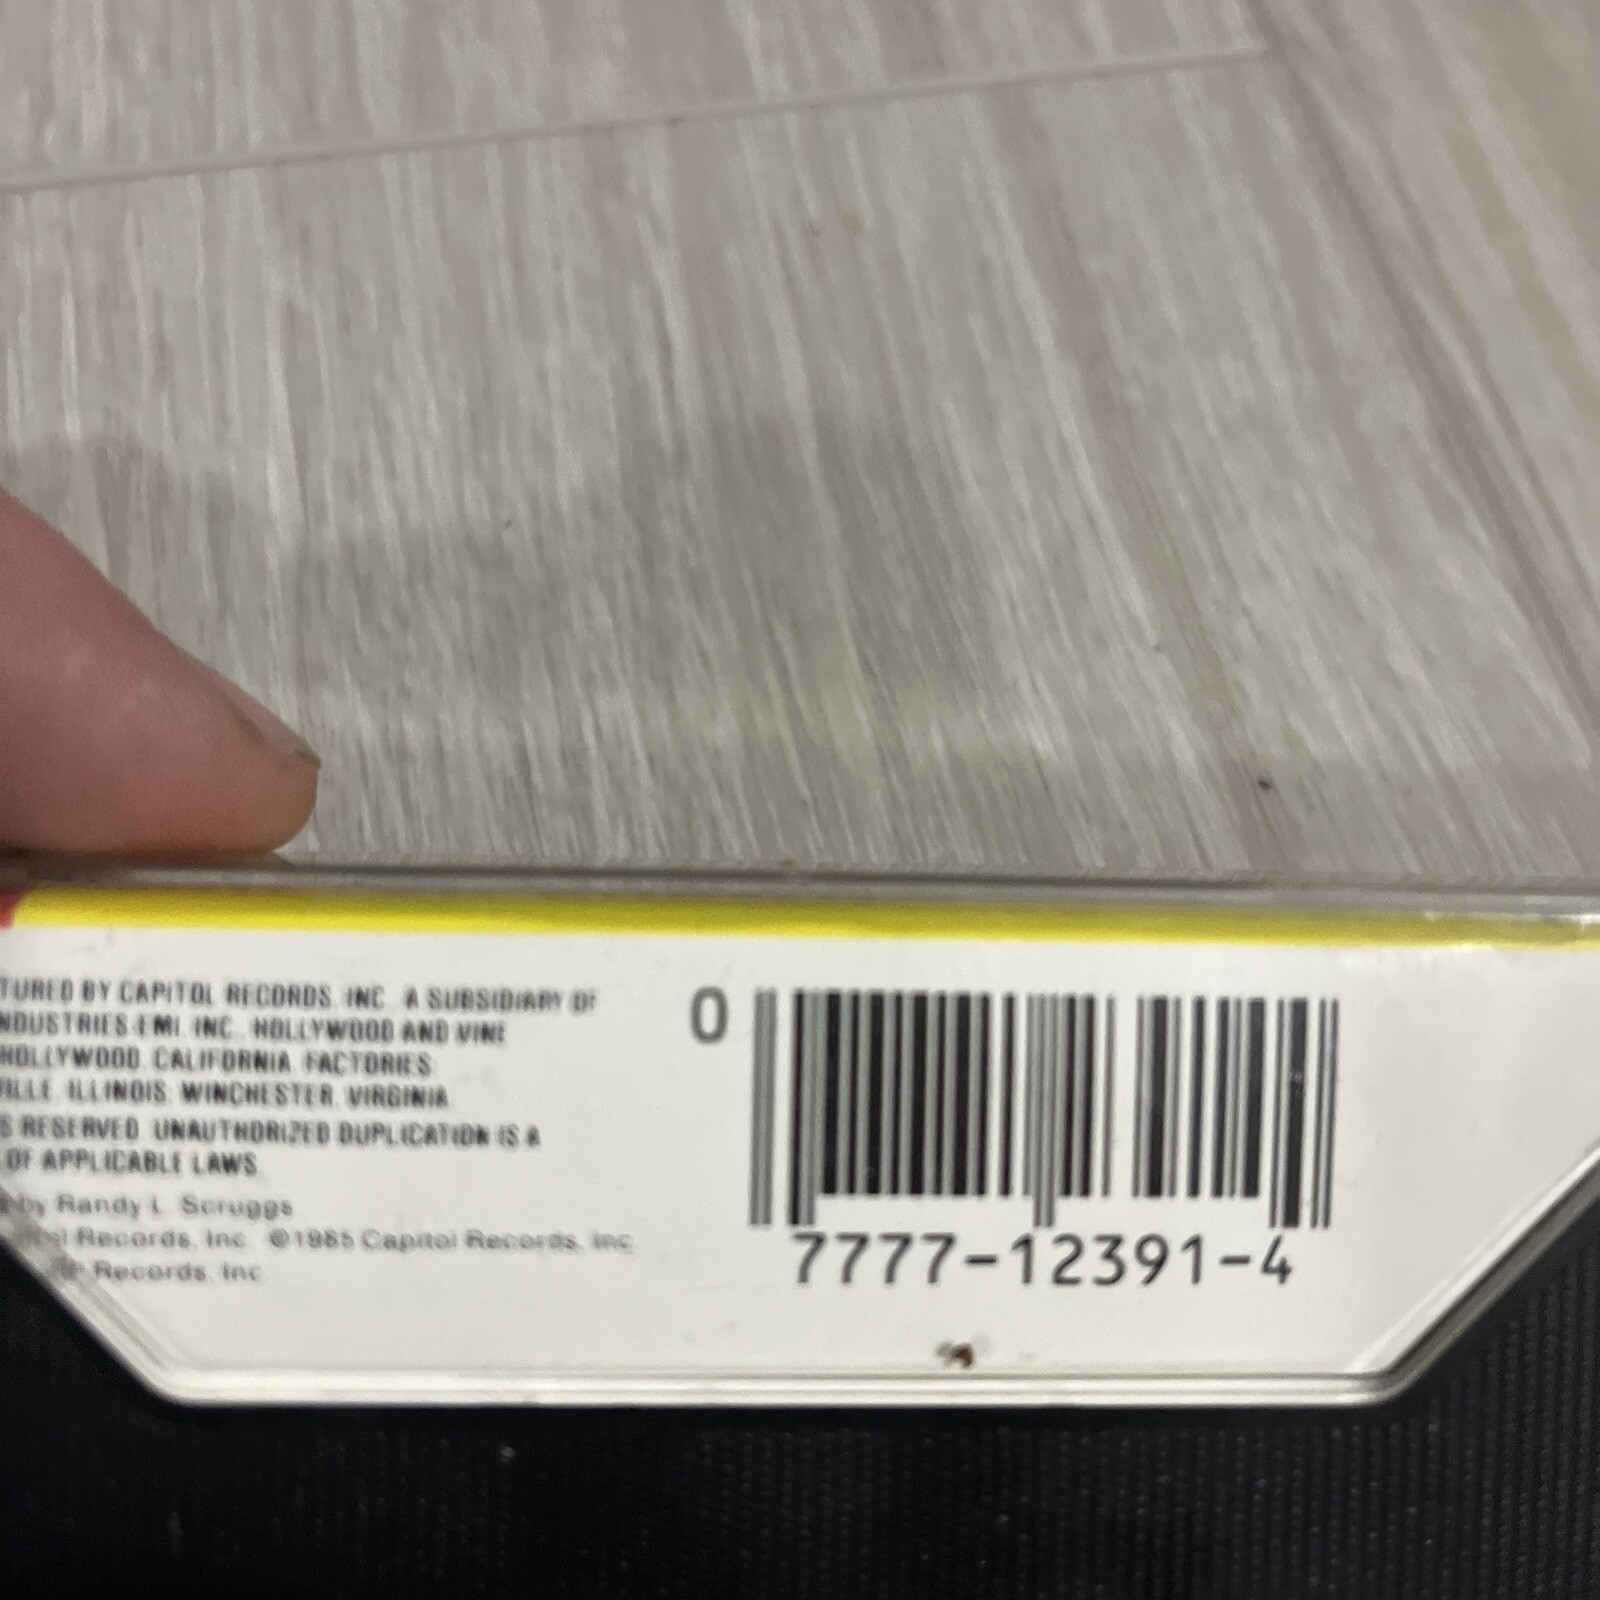 TURED BY CAPITOL RECORDS, INC. A SUBSIDIARY OF
NDUSTRIES-EMI, INC., HOLLYWOOD AND VINE
HOLLYWOOD, CALIFORNIA. FACTORIES:
VILLE, ILLINOIS; WINCHESTER, VIRGINIA.
S RESERVED. UNAUTHORIZED DUPLICATION IS A
OF APPLICABLE LAWS.
by Randy L. Scruggs
Records, Inc. ©1985 Capitol Records, Inc.
Records, Inc.
0
7777-12391-4